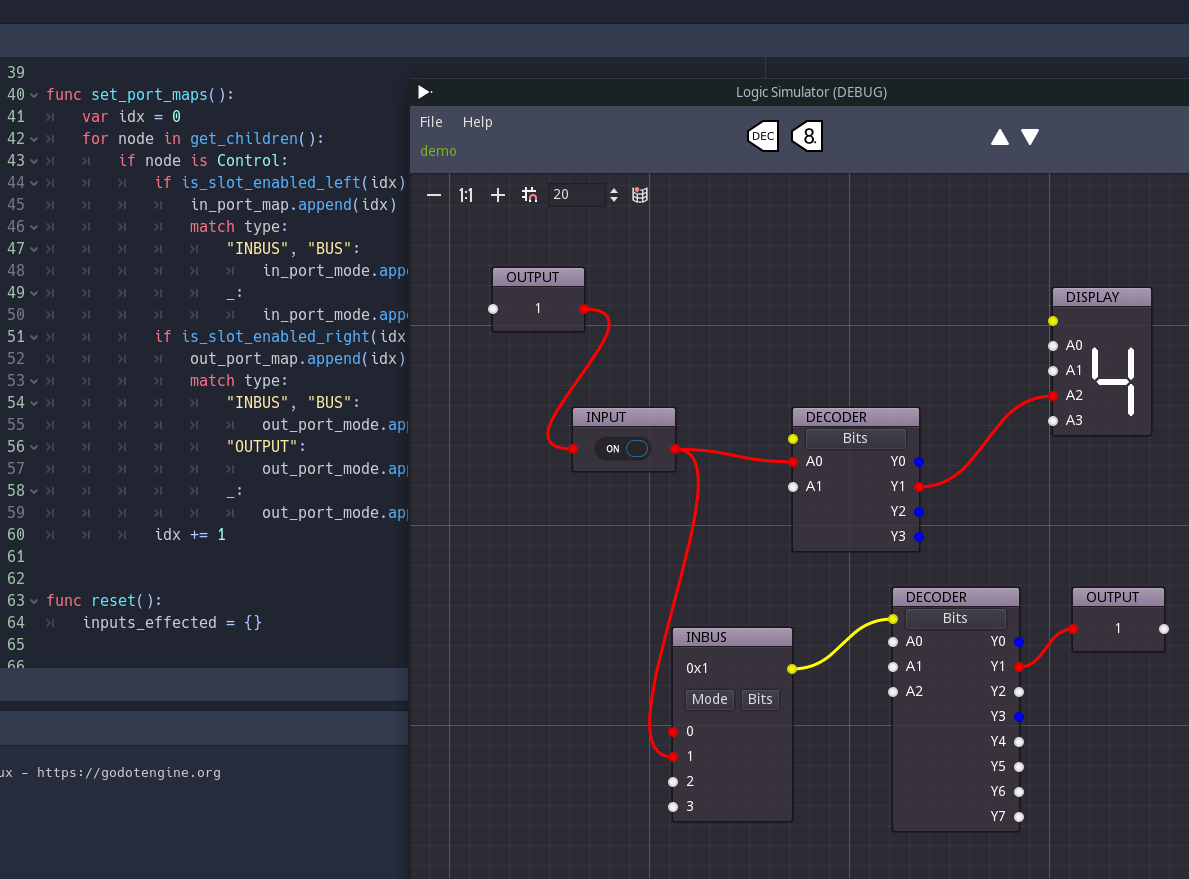 39
40 func set_port_maps():
41 var idx = 0
42 for node in get_children():
43 if node is Control:
44 if is_slot_enabled_left(idx)
45 in_port_map.append(idx)
46 match type:
47 "INBUS", "BUS":
48 in_port_mode.appe
49 _:
50 in_port_mode.appe
51 if is_slot_enabled_right(idx
52 out_port_map.append(idx)
53 match type:
54 "INBUS", "BUS":
55 out_port_mode.app
56 "OUTPUT":
57 out_port_mode.app
58 _:
59 out_port_mode.app
60 idx += 1
61
62
63 func reset():
64 inputs_effected = {}
65
66
ux - https://godotengine.org
Logic Simulator (DEBUG)
File Help
demo
DEC
8.
1:1
20
OUTPUT
1
DISPLAY
A0
A1
A2
A3
4
INPUT
ON
DECODER
Bits
A0 Y0
A1 Y1
Y2
Y3
INBUS
0x1
Mode Bits
0
1
2
3
DECODER
Bits
A0 Y0
A1 Y1
A2 Y2
Y3
Y4
Y5
Y6
Y7
OUTPUT
1